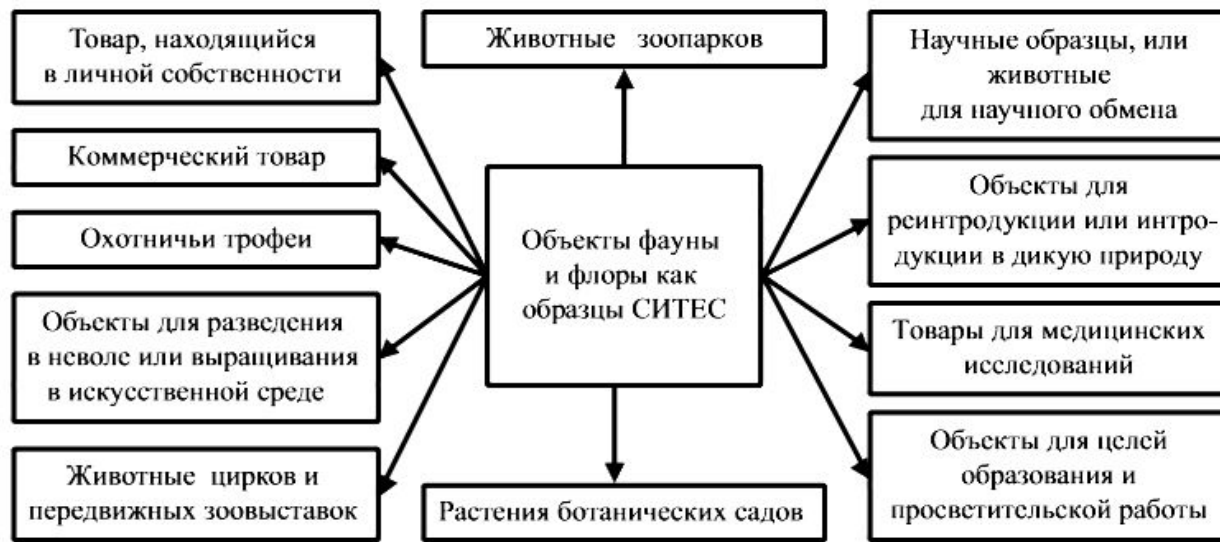 Товар, находящийся
в личной собственности
Коммерческий товар
Охотничьи трофеи
Объекты для разведения
в неволе или выращивания
в искусственной среде
Животные цирков и
передвижных зоовыставок
Животные зоопарков
Объекты фауны
и флоры как
образцы СИТЕС
Растения ботанических садов
Научные образцы, или
животные
для научного обмена
Объекты для
реинтродукции или интро-
дукции в дикую природу
Товары для медицинских
исследований
Объекты для целей
образования и
просветительской работы